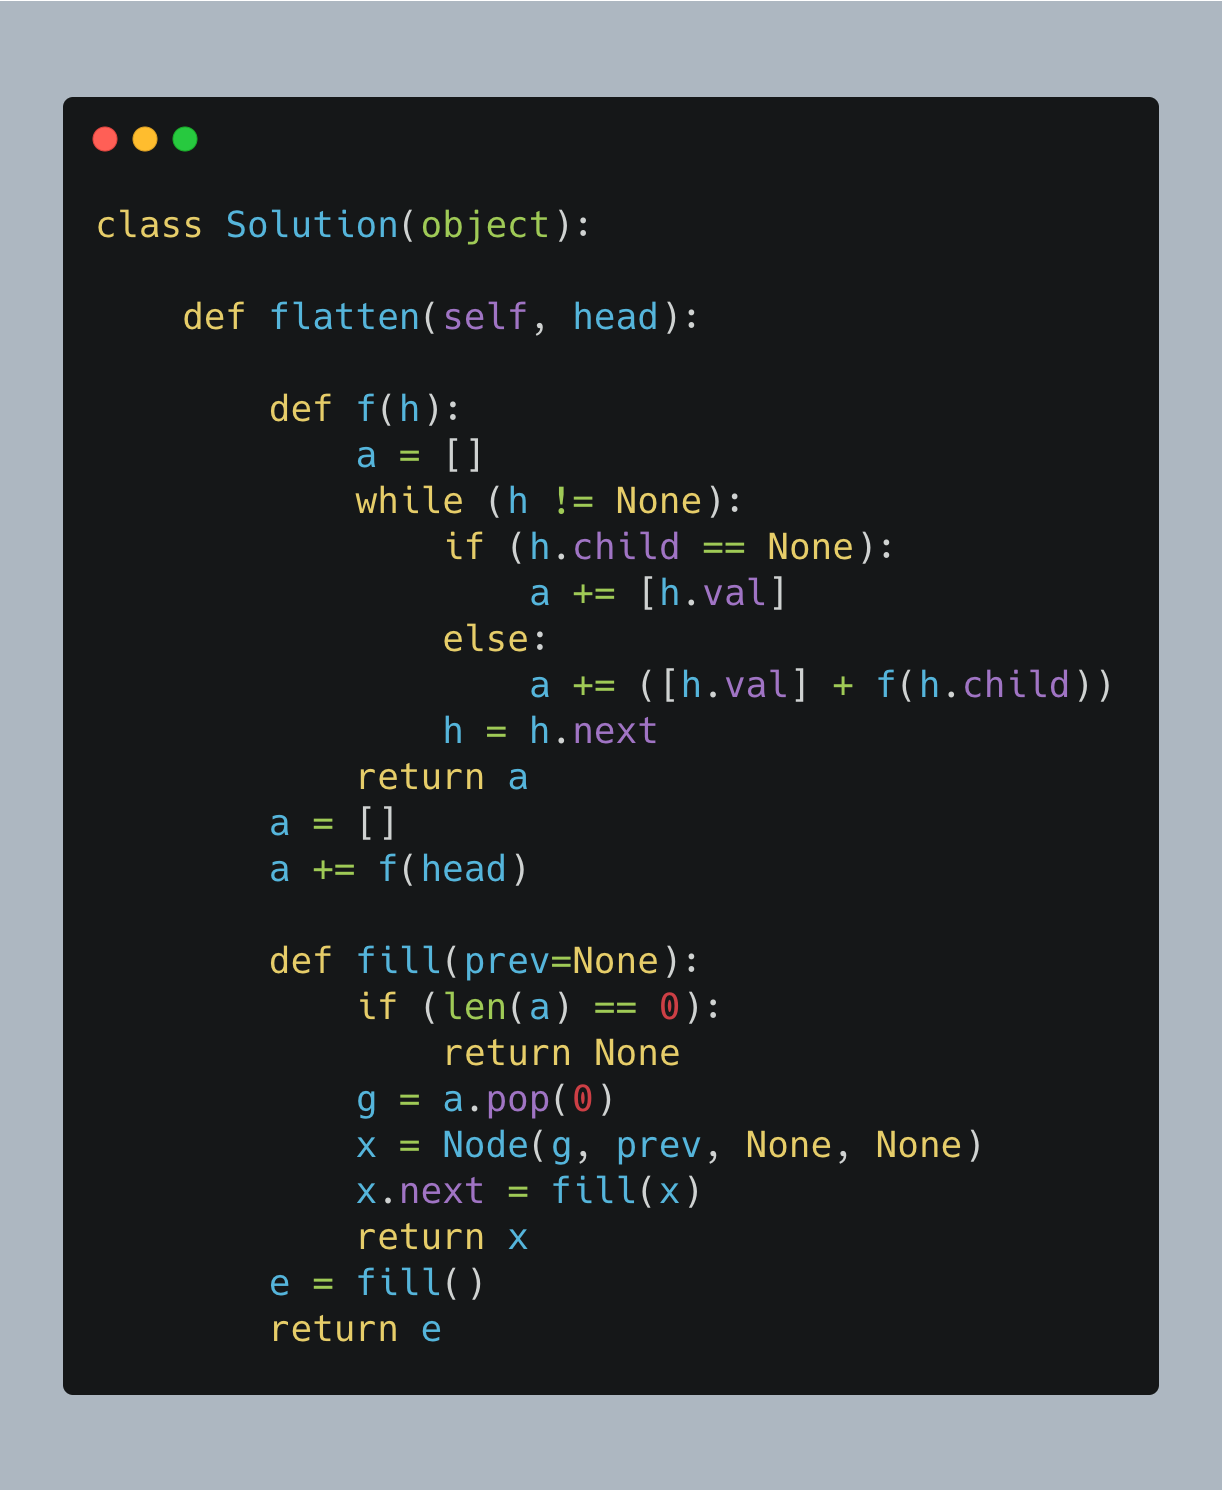 class Solution(object):

    def flatten(self, head):

        def f(h):
            a = []
            while (h != None):
                if (h.child == None):
                    a += [h.val]
                else:
                    a += ([h.val] + f(h.child))
                h = h.next
            return a
        a = []
        a += f(head)

        def fill(prev=None):
            if (len(a) == 0):
                return None
            g = a.pop(0)
            x = Node(g, prev, None, None)
            x.next = fill(x)
            return x
        e = fill()
        return e